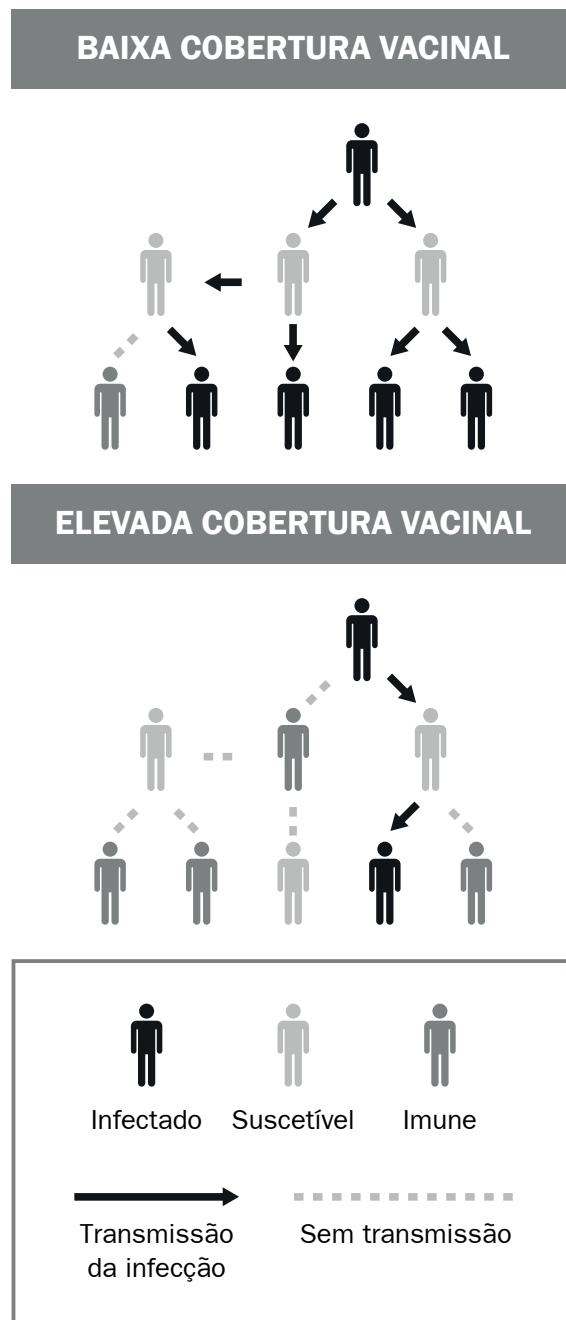 BAIXA COBERTURA VACINAL
ELEVADA COBERTURA VACINAL
Infectado Suscetível Imune
Transmissão
da infecção
Sem transmissão